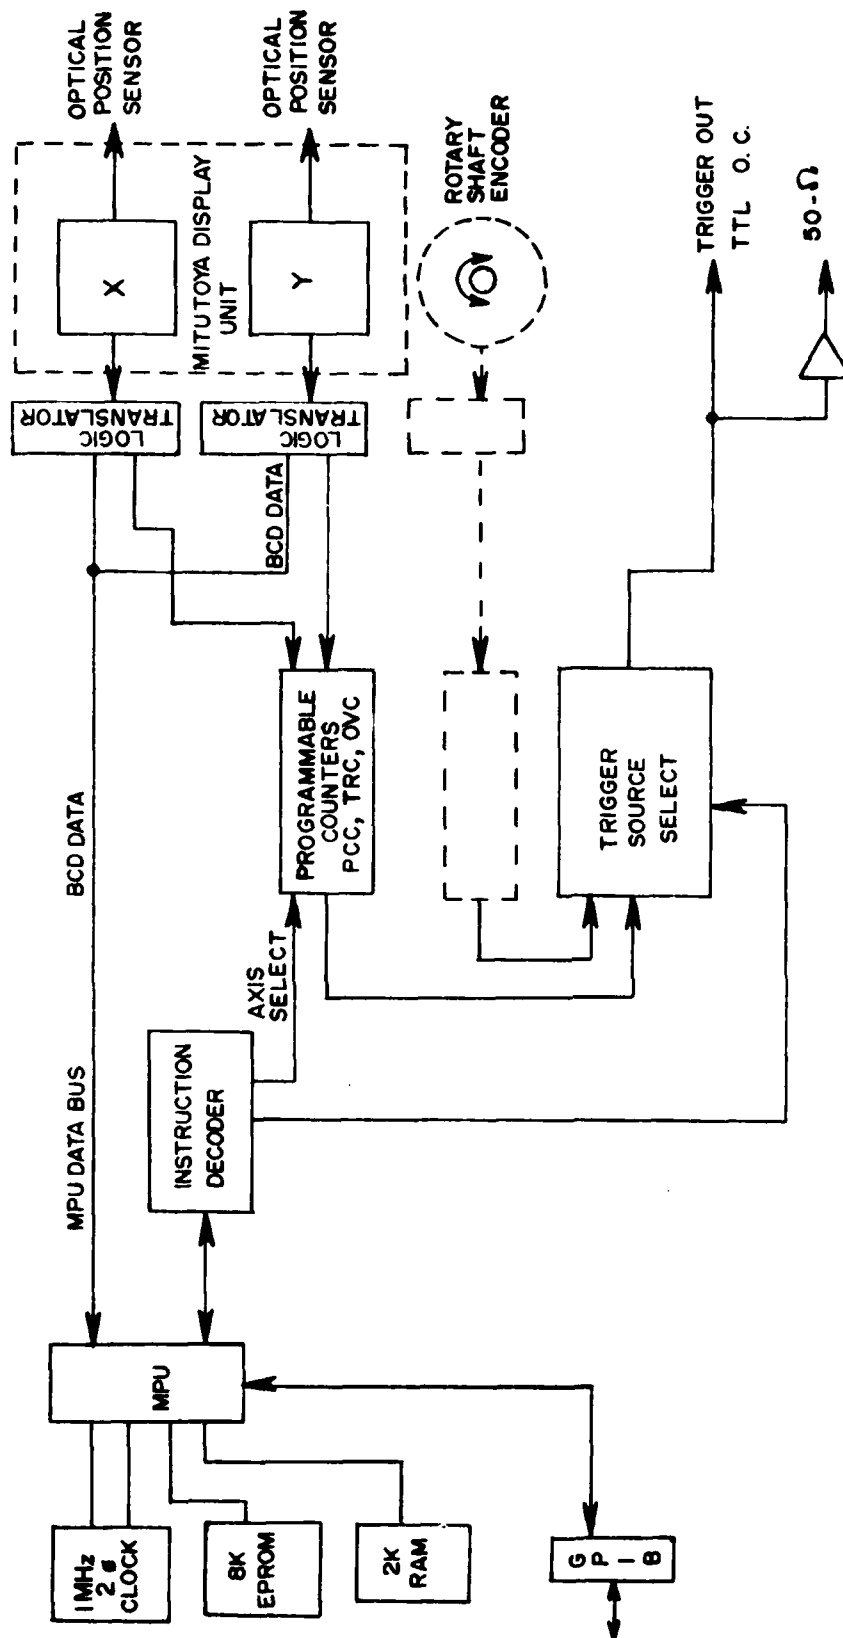 OPTICAL
POSITION
SENSOR
OPTICAL
POSITION
SENSOR
X
Y
MITUTOYA DISPLAY
UNIT
ROTARY
SHAFT
ENCODER
LOGIC
TRANSLATOR
LOGIC
TRANSLATOR
BCD DATA
BCD DATA
MPU DATA BUS
PROGRAMMABLE
COUNTERS
PCC, TRC, OVC
AXIS
SELECT
INSTRUCTION
DECODER
TRIGGER
SOURCE
SELECT
TRIGGER OUT
TTL O.C.
50-Ω
MPU
1 MHz
2 ø
CLOCK
8K
EPROM
2K
RAM
G
P
I
B